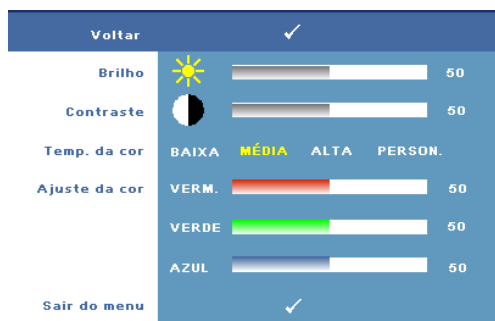 Voltar
Brilho 50
Contraste 50
Temp. da cor BAIXA MÉDIA ALTA PERSON.
Ajuste da cor VERM. 50
VERDE 50
AZUL 50
Sair do menu